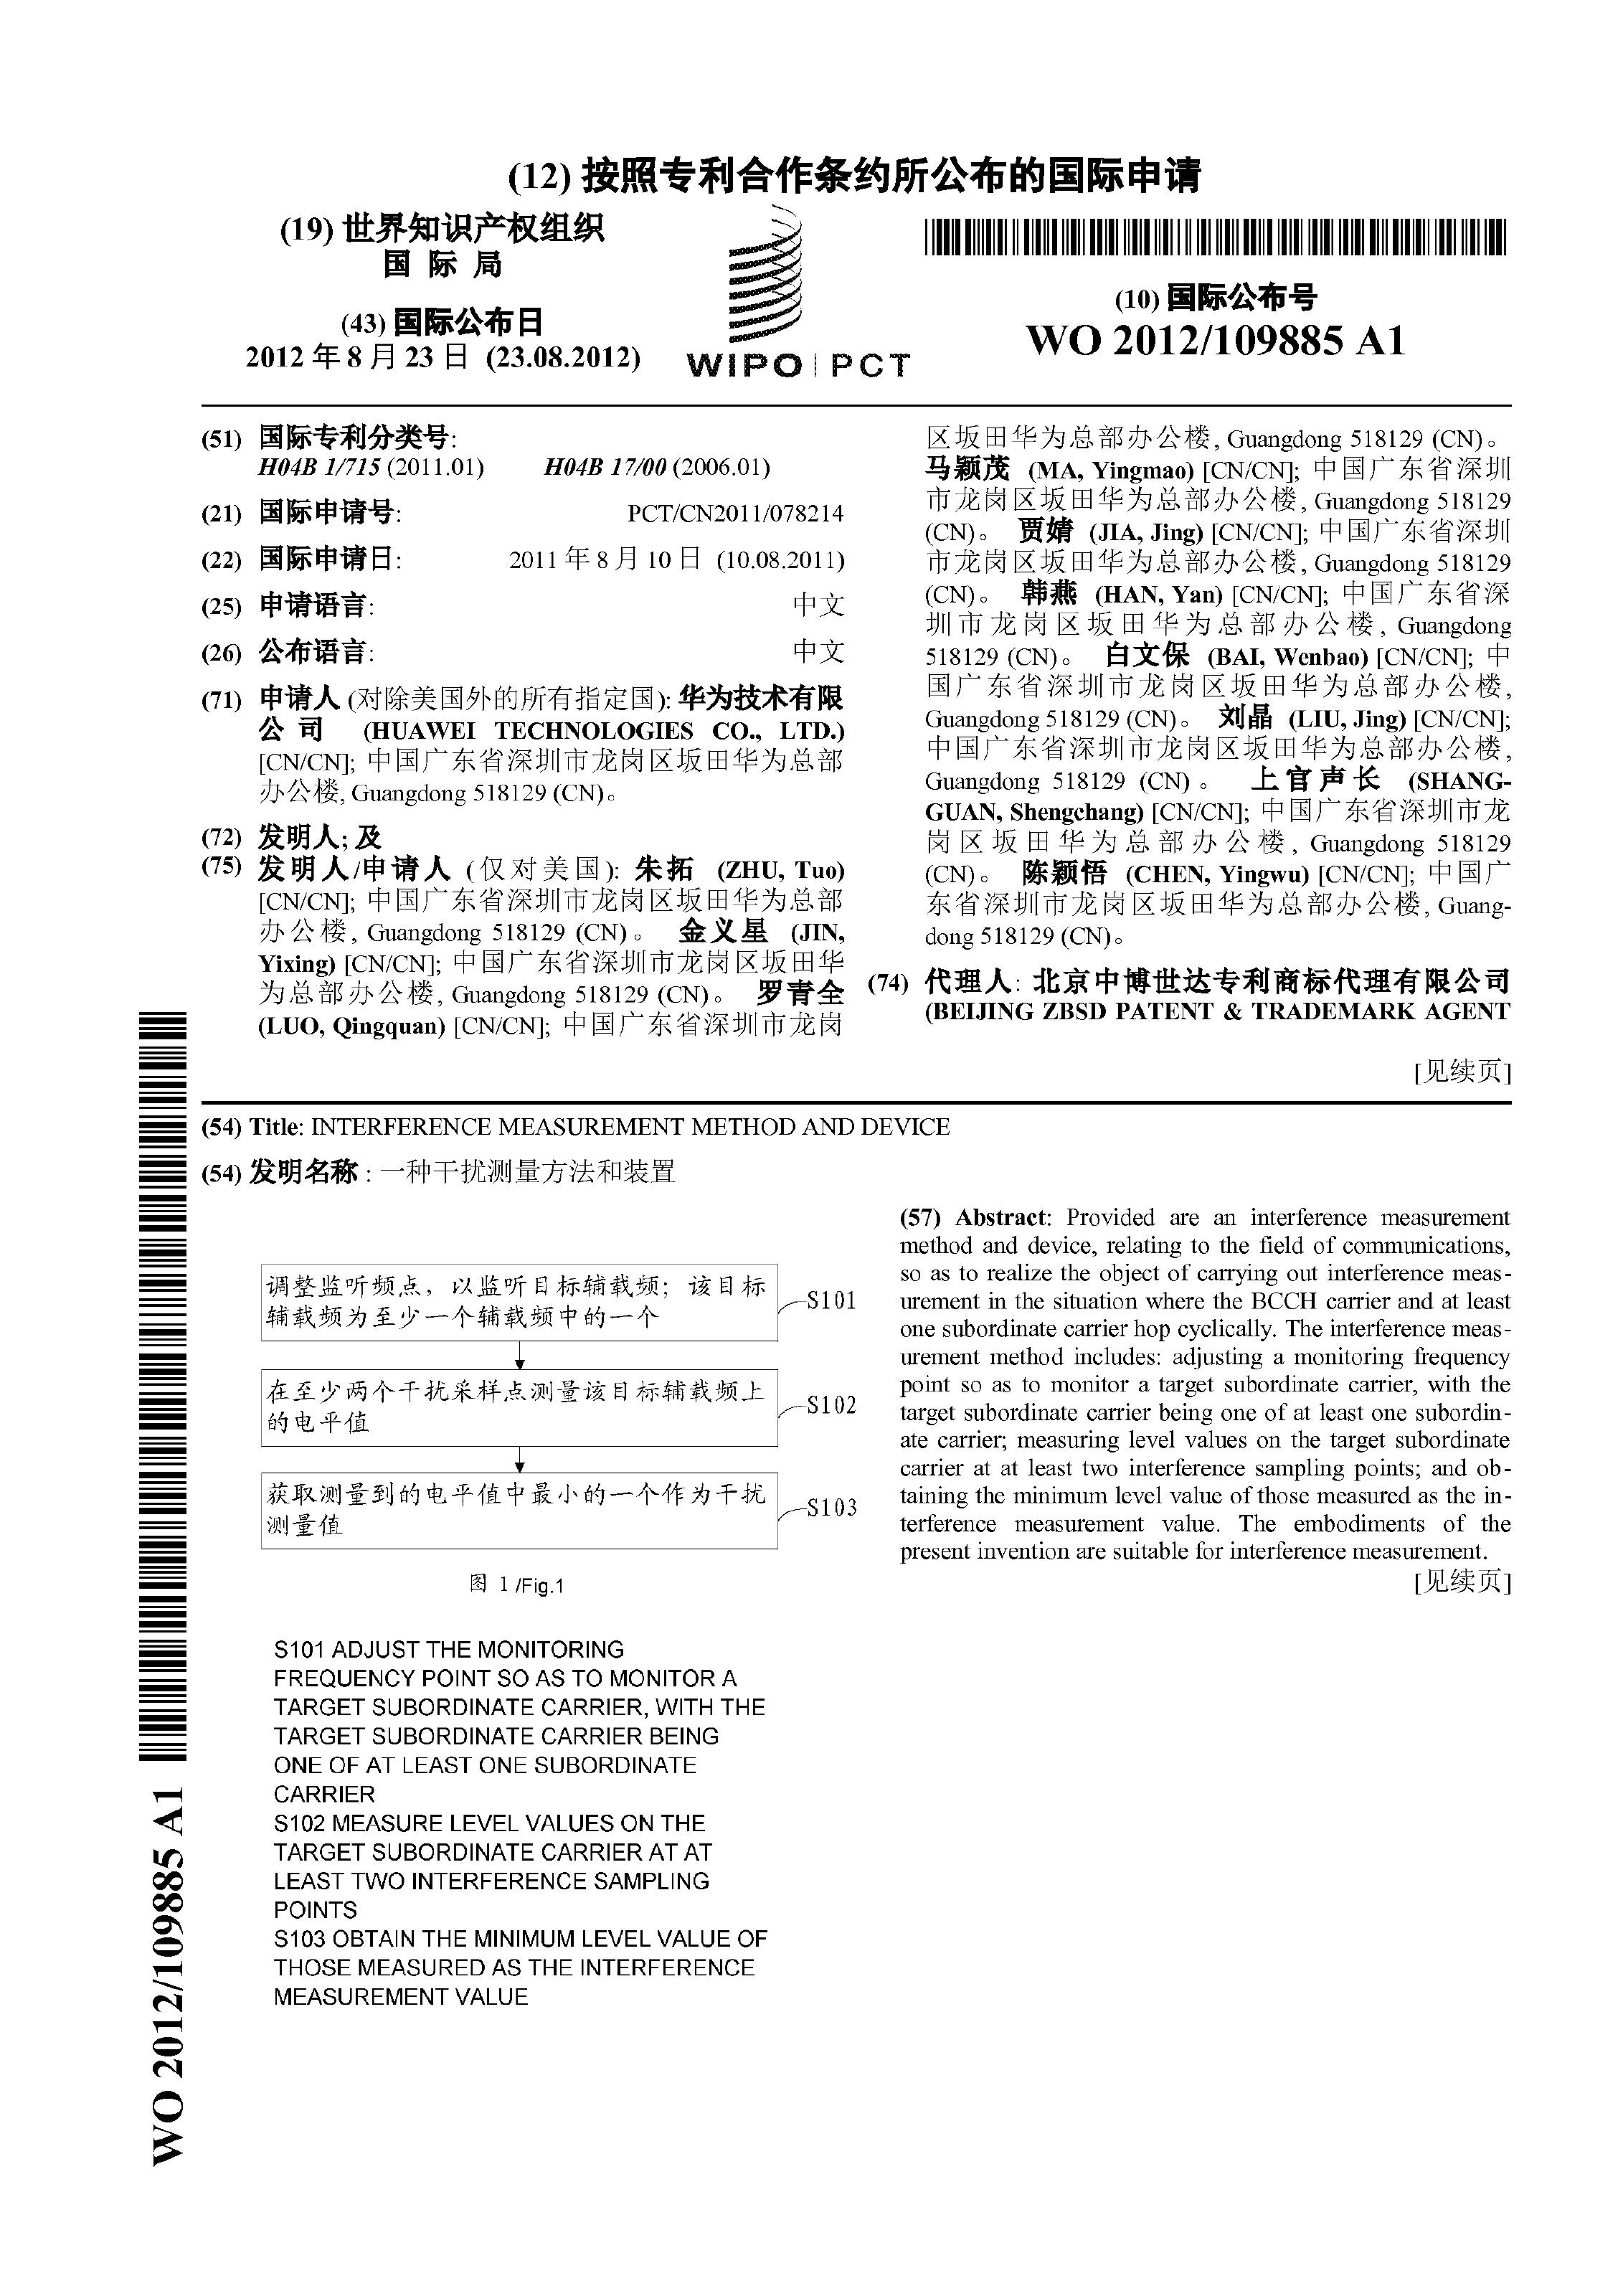 (12) 按照专利合作条约所公布的国际申请
(19) 世界知识产权组织
国 际 局
(43) 国际公布日
2012 年 8 月 23 日 (23.08.2012)
WIPO | PCT
(10) 国际公布号
WO 2012/109885 A1
(51) 国际专利分类号:
H04B 1/715 (2011.01) H04B 17/00 (2006.01)
(21) 国际申请号: PCT/CN2011/078214
(22) 国际申请日: 2011 年 8 月 10 日 (10.08.2011)
(25) 申请语言: 中文
(26) 公布语言: 中文
(71) 申请人 (对除美国外的所有指定国): 华为技术有限
公司 (HUAWEI TECHNOLOGIES CO., LTD.)
[CN/CN]; 中国广东省深圳市龙岗区坂田华为总部
办公楼, Guangdong 518129 (CN)。
(72) 发明人; 及
(75) 发明人/申请人 (仅对美国): 朱拓 (ZHU, Tuo)
[CN/CN]; 中国广东省深圳市龙岗区坂田华为总部
办公楼, Guangdong 518129 (CN)。 金义星 (JIN,
Yixing) [CN/CN]; 中国广东省深圳市龙岗区坂田华
为总部办公楼, Guangdong 518129 (CN)。 罗青全
(LUO, Qingquan) [CN/CN]; 中国广东省深圳市龙岗
区坂田华为总部办公楼, Guangdong 518129 (CN)。
马颖茂 (MA, Yingmao) [CN/CN]; 中国广东省深圳
市龙岗区坂田华为总部办公楼, Guangdong 518129
(CN)。 贾婧 (JIA, Jing) [CN/CN]; 中国广东省深圳
市龙岗区坂田华为总部办公楼, Guangdong 518129
(CN)。 韩燕 (HAN, Yan) [CN/CN]; 中国广东省深
圳市龙岗区坂田华为总部办公楼, Guangdong
518129 (CN)。 白文保 (BAI, Wenbao) [CN/CN]; 中
国广东省深圳市龙岗区坂田华为总部办公楼,
Guangdong 518129 (CN)。 刘晶 (LIU, Jing) [CN/CN];
中国广东省深圳市龙岗区坂田华为总部办公楼,
Guangdong 518129 (CN)。 上官声长 (SHANG-
GUAN, Shengchang) [CN/CN]; 中国广东省深圳市龙
岗区坂田华为总部办公楼, Guangdong 518129
(CN)。 陈颖悟 (CHEN, Yingwu) [CN/CN]; 中国广
东省深圳市龙岗区坂田华为总部办公楼, Guang-
dong 518129 (CN)。
(74) 代理人: 北京中博世达专利商标代理有限公司
(BEIJING ZBSD PATENT & TRADEMARK AGENT
[见续页]
(54) Title: INTERFERENCE MEASUREMENT METHOD AND DEVICE
(54) 发明名称 : 一种干扰测量方法和装置
调整监听频点，以监听目标辅载频；该目标
辅载频为至少一个辅载频中的一个
S101
在至少两个干扰采样点测量该目标辅载频上
的电平值
S102
获取测量到的电平值中最小的一个作为干扰
测量值
S103
图 1 /Fig.1
S101 ADJUST THE MONITORING
FREQUENCY POINT SO AS TO MONITOR A
TARGET SUBORDINATE CARRIER, WITH THE
TARGET SUBORDINATE CARRIER BEING
ONE OF AT LEAST ONE SUBORDINATE
CARRIER
S102 MEASURE LEVEL VALUES ON THE
TARGET SUBORDINATE CARRIER AT AT
LEAST TWO INTERFERENCE SAMPLING
POINTS
S103 OBTAIN THE MINIMUM LEVEL VALUE OF
THOSE MEASURED AS THE INTERFERENCE
MEASUREMENT VALUE
(57) Abstract: Provided are an interference measurement
method and device, relating to the field of communications,
so as to realize the object of carrying out interference meas-
urement in the situation where the BCCH carrier and at least
one subordinate carrier hop cyclically. The interference meas-
urement method includes: adjusting a monitoring frequency
point so as to monitor a target subordinate carrier, with the
target subordinate carrier being one of at least one subordin-
ate carrier; measuring level values on the target subordinate
carrier at at least two interference sampling points; and ob-
taining the minimum level value of those measured as the in-
terference measurement value. The embodiments of the
present invention are suitable for interference measurement.
[见续页]
WO 2012/109885 A1